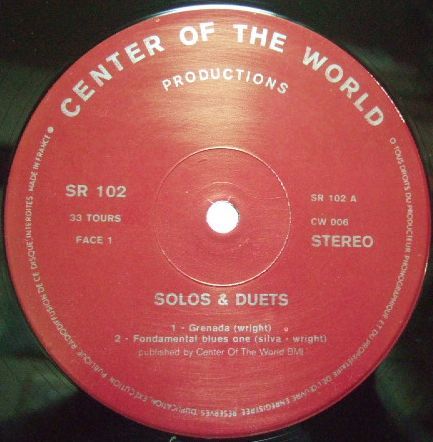 CENTER OF THE WORLD
PRODUCTIONS
SR 102
33 TOURS
FACE 1
SR 102 A
CW 006
STEREO
SOLOS & DUETS
1 - Grenada (wright)
2 - Fondamental blues one (silva - wright)
published by Center Of The World BMI
TOUS DROITS DU PRODUCTEUR PHONOGRAPHIQUE ET DU PROPRIETAIRE DE L'ŒUVRE ENREGISTREE RESERVES. DUPLICATION, EXECUTION PUBLIQUE, RADIODIFFUSION DE CE DISQUE INTERDITES MADE IN FRANCE